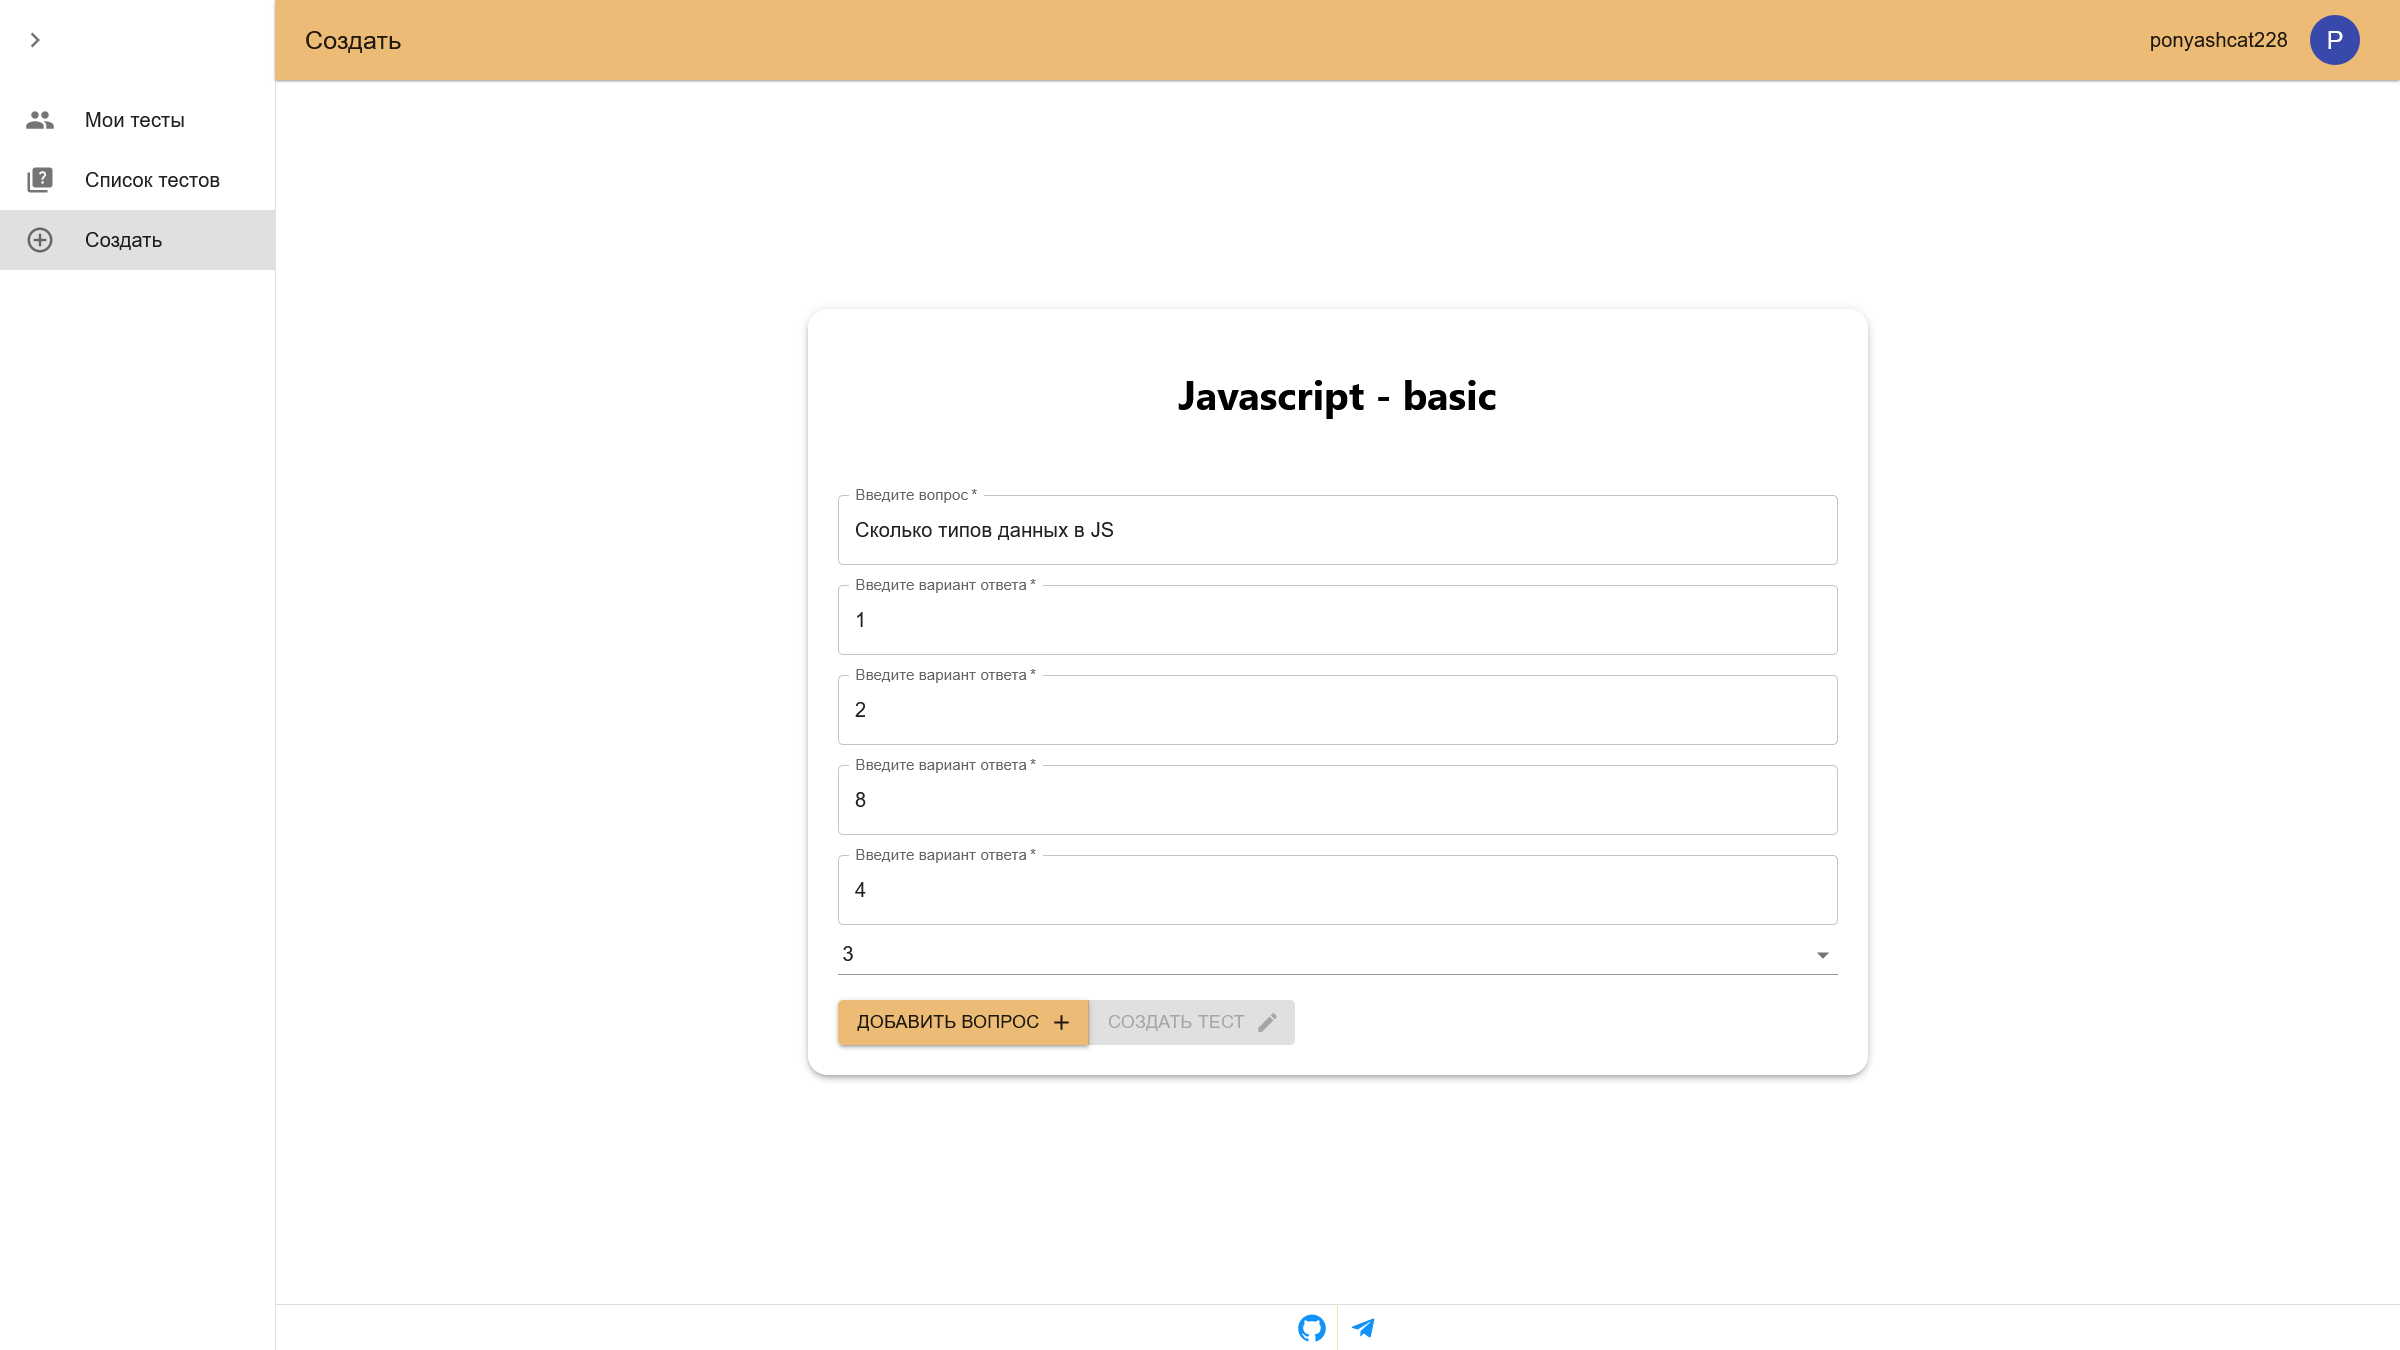 Создать
ponyashcat228
P
Мои тесты
Список тестов
Создать
Javascript - basic
Введите вопрос *
Сколько типов данных в JS
Введите вариант ответа *
1
Введите вариант ответа *
2
Введите вариант ответа *
8
Введите вариант ответа *
4
3
ДОБАВИТЬ ВОПРОС
СОЗДАТЬ ТЕСТ